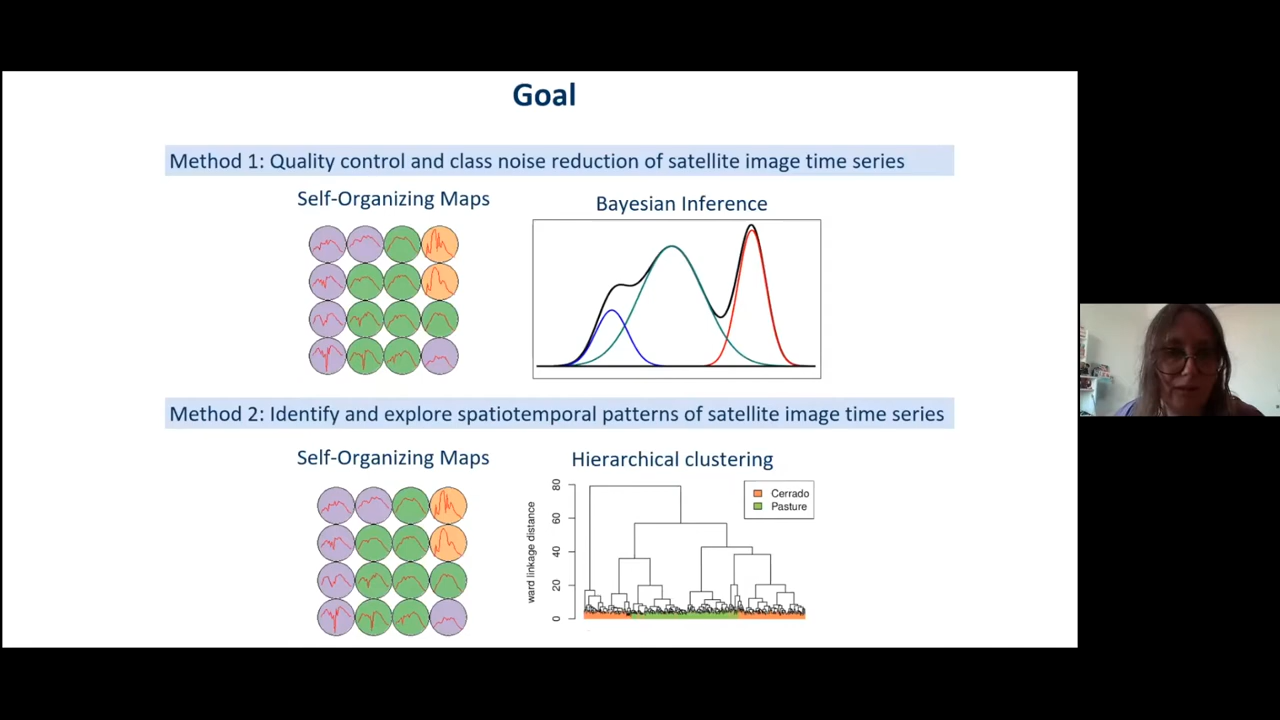 Goal
Method 1: Quality control and class noise reduction of satellite image time series
Self-Organizing Maps
Bayesian Inference
Method 2: Identify and explore spatiotemporal patterns of satellite image time series
Self-Organizing Maps
Hierarchical clustering
ward linkage distance
80
60
40
20
0
Cerrado
Pasture